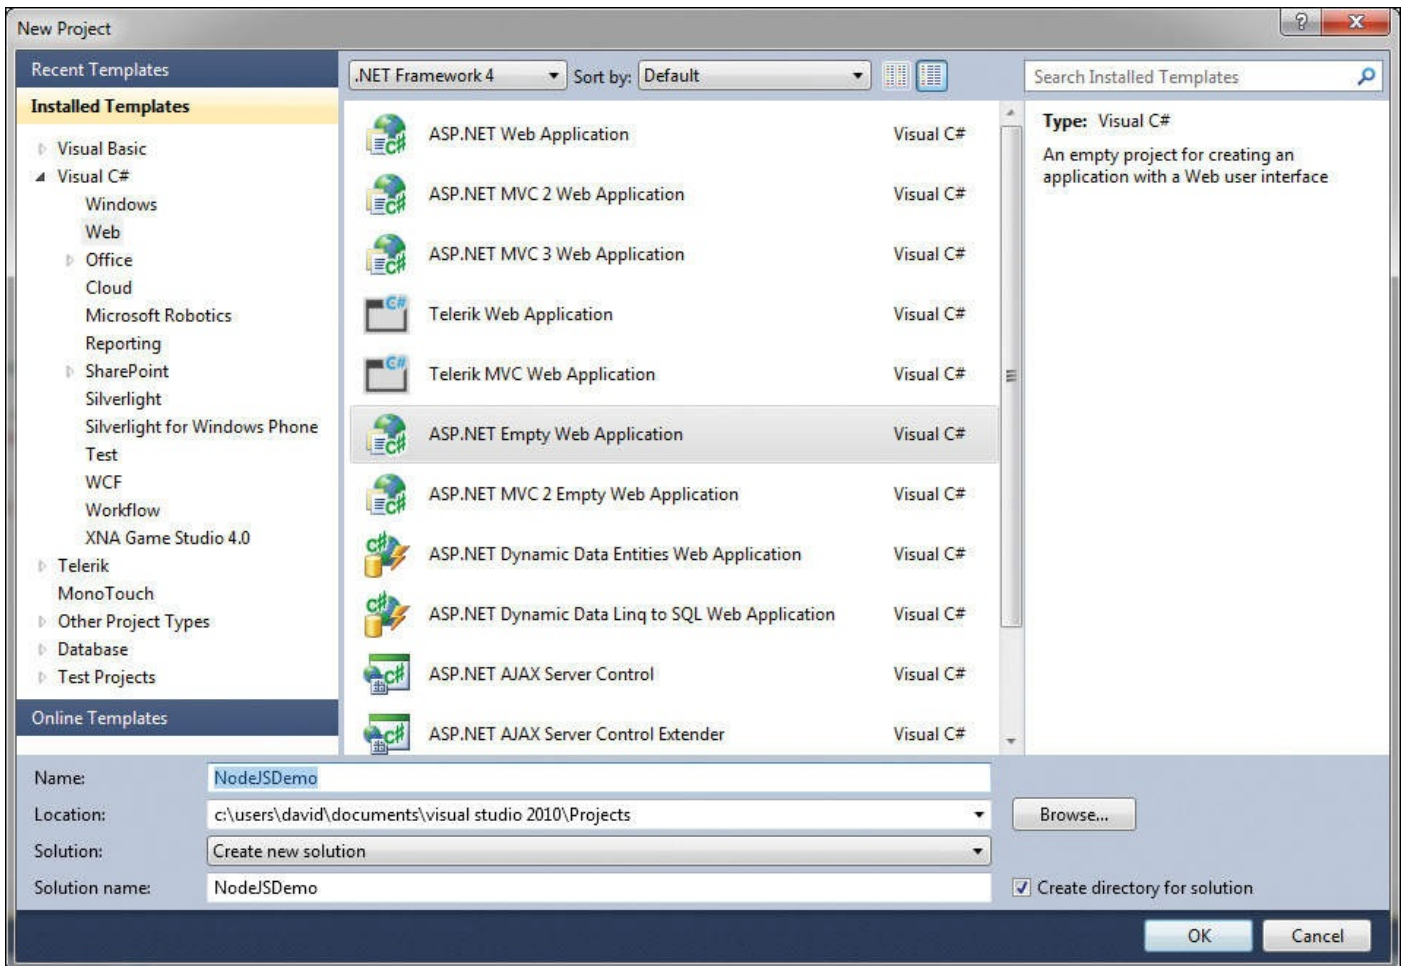 New Project
Recent Templates
Installed Templates
Visual Basic
Visual C#
Windows
Web
Office
Cloud
Microsoft Robotics
Reporting
SharePoint
Silverlight
Silverlight for Windows Phone
Test
WCF
Workflow
XNA Game Studio 4.0
Telerik
MonoTouch
Other Project Types
Database
Test Projects
Online Templates
.NET Framework 4 Sort by: Default
ASP.NET Web Application Visual C#
ASP.NET MVC 2 Web Application Visual C#
ASP.NET MVC 3 Web Application Visual C#
Telerik Web Application Visual C#
Telerik MVC Web Application Visual C#
ASP.NET Empty Web Application Visual C#
ASP.NET MVC 2 Empty Web Application Visual C#
ASP.NET Dynamic Data Entities Web Application Visual C#
ASP.NET Dynamic Data Linq to SQL Web Application Visual C#
ASP.NET AJAX Server Control Visual C#
ASP.NET AJAX Server Control Extender Visual C#
Search Installed Templates
Type: Visual C#
An empty project for creating an
application with a Web user interface
Name: NodeJSDemo
Location: c:\users\david\documents\visual studio 2010\Projects Browse...
Solution: Create new solution
Solution name: NodeJSDemo Create directory for solution
OK Cancel